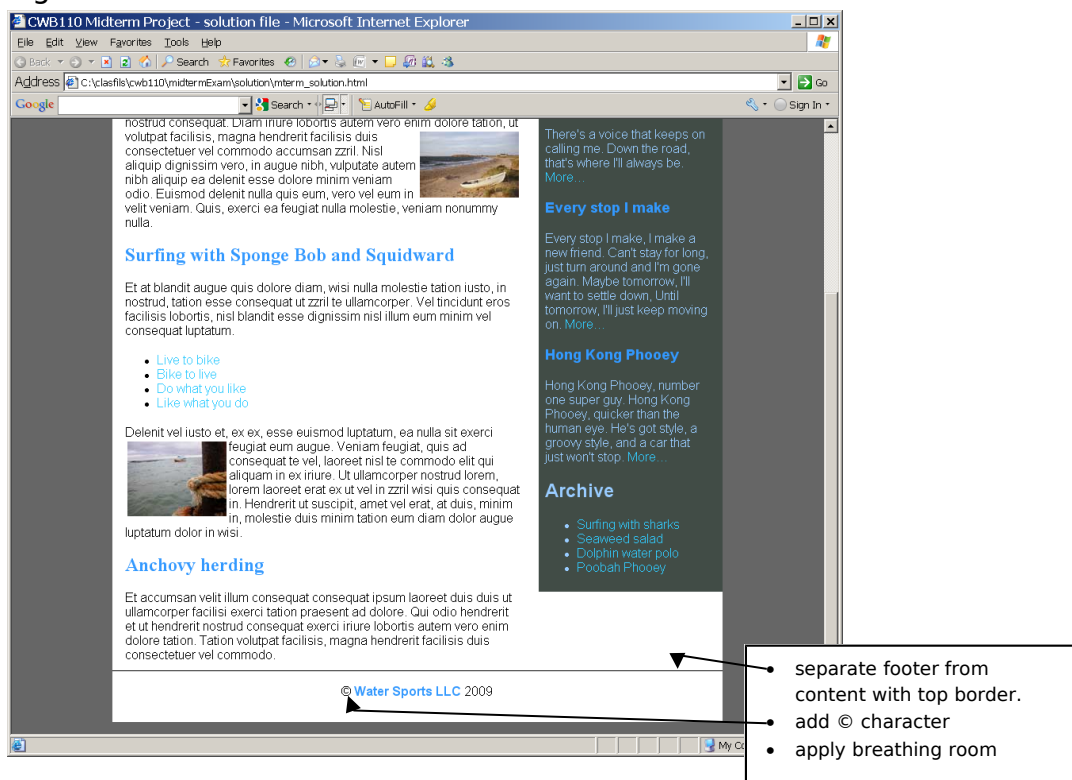 CWB110 Midterm Project - solution file - Microsoft Internet Explorer
File Edit View Favorites Tools Help
Back Search Favorites
Address C:\clasfils\cwb110\midtermExam\solution\mterm_solution.html Go
Google Search AutoFill Sign In
nostrud consequat. Diam iriure lobortis autem vero enim dolore tation, ut
volutpat facilisis, magna hendrerit facilisis duis
consectetuer vel commodo accumsan zzril. Nisl
aliquip dignissim vero, in augue nibh, vulputate autem
nibh aliquip ea delenit esse dolore minim veniam
odio. Euismod delenit nulla quis eum, vero vel eum in
velit veniam. Quis, exerci ea feugiat nulla molestie, veniam nonummy
nulla.
Surfing with Sponge Bob and Squidward
Et at blandit augue quis dolore diam, wisi nulla molestie tation iusto, in
nostrud, tation esse consequat ut zzril te ullamcorper. Vel tincidunt eros
facilisis lobortis, nisl blandit esse dignissim nisl illum eum minim vel
consequat luptatum.
• Live to bike
• Bike to live
• Do what you like
• Like what you do
Delenit vel iusto et, ex ex, esse euismod luptatum, ea nulla sit exerci
feugiat eum augue. Veniam feugiat, quis ad
consequat te vel, laoreet nisl te commodo elit qui
aliquam in ex iriure. Ut ullamcorper nostrud lorem,
lorem laoreet erat ex ut vel in zzril wisi quis consequat
in. Hendrerit ut suscipit, amet vel erat, at duis, minim
in, molestie duis minim tation eum diam dolor augue
luptatum dolor in wisi.
Anchovy herding
Et accumsan velit illum consequat consequat ipsum laoreet duis duis ut
ullamcorper facilisi exerci tation praesent ad dolore. Qui odio hendrerit
et ut hendrerit nostrud consequat exerci iriure lobortis autem vero enim
dolore tation. Tation volutpat facilisis, magna hendrerit facilisis duis
consectetuer vel commodo.
There's a voice that keeps on
calling me. Down the road,
that's where I'll always be.
More...
Every stop I make
Every stop I make, I make a
new friend. Can't stay for long,
just turn around and I'm gone
again. Maybe tomorrow, I'll
want to settle down, Until
tomorrow, I'll just keep moving
on. More...
Hong Kong Phooey
Hong Kong Phooey, number
one super guy. Hong Kong
Phooey, quicker than the
human eye. He's got style, a
groovy style, and a car that
just won't stop. More...
Archive
• Surfing with sharks
• Seaweed salad
• Dolphin water polo
• Poobah Phooey
© Water Sports LLC 2009
My
• separate footer from
content with top border.
• add © character
• apply breathing room